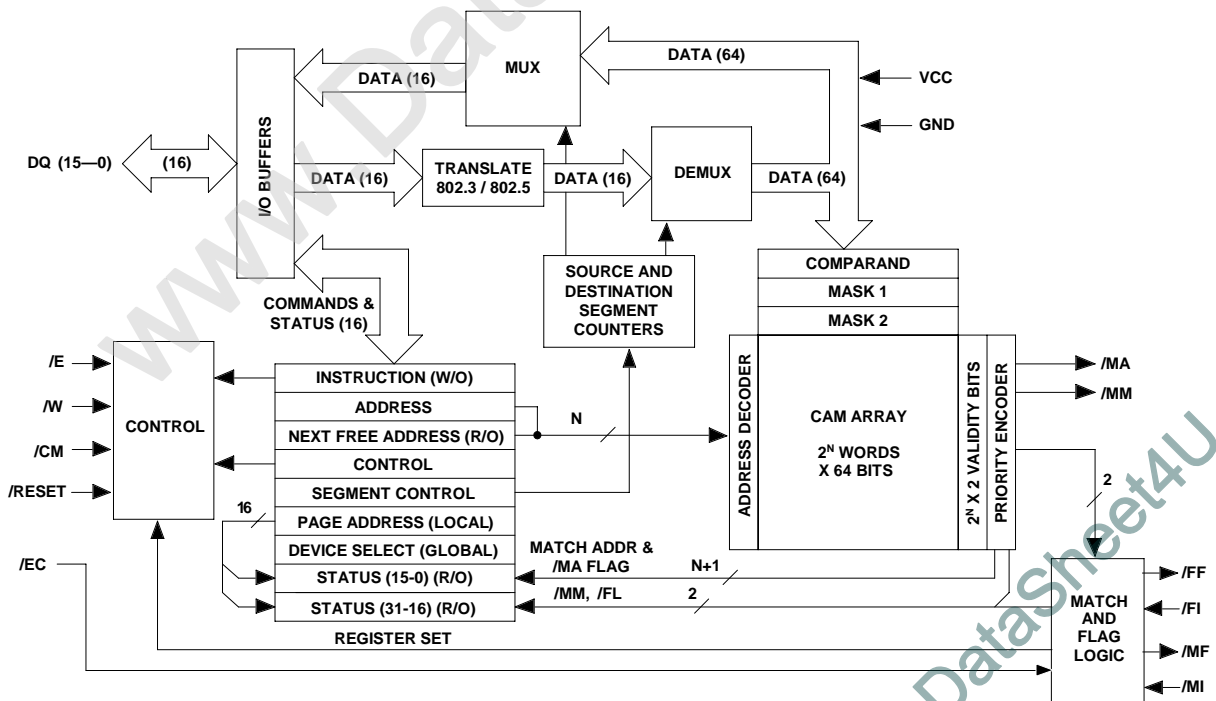 MUX
DATA (64)
DATA (16)
VCC
GND
DQ (15—0)
(16)
I/O BUFFERS
DATA (16)
TRANSLATE
802.3 / 802.5
DATA (16)
DEMUX
DATA (64)
COMMANDS &
STATUS (16)
SOURCE AND
DESTINATION
SEGMENT
COUNTERS
COMPARAND
MASK 1
MASK 2
/E
/W
/CM
/RESET
/EC
CONTROL
INSTRUCTION (W/O)
ADDRESS
NEXT FREE ADDRESS (R/O)
CONTROL
SEGMENT CONTROL
PAGE ADDRESS (LOCAL)
DEVICE SELECT (GLOBAL)
STATUS (15-0) (R/O)
STATUS (31-16) (R/O)
REGISTER SET
16
N
MATCH ADDR &
/MA FLAG
N+1
/MM, /FL
2
ADDRESS DECODER
CAM ARRAY
2ᴺ WORDS
X 64 BITS
2ᴺ X 2 VALIDITY BITS
PRIORITY ENCODER
/MA
/MM
2
MATCH
AND
FLAG
LOGIC
/FF
/FI
/MF
/MI
www.Data
DataSheet4U